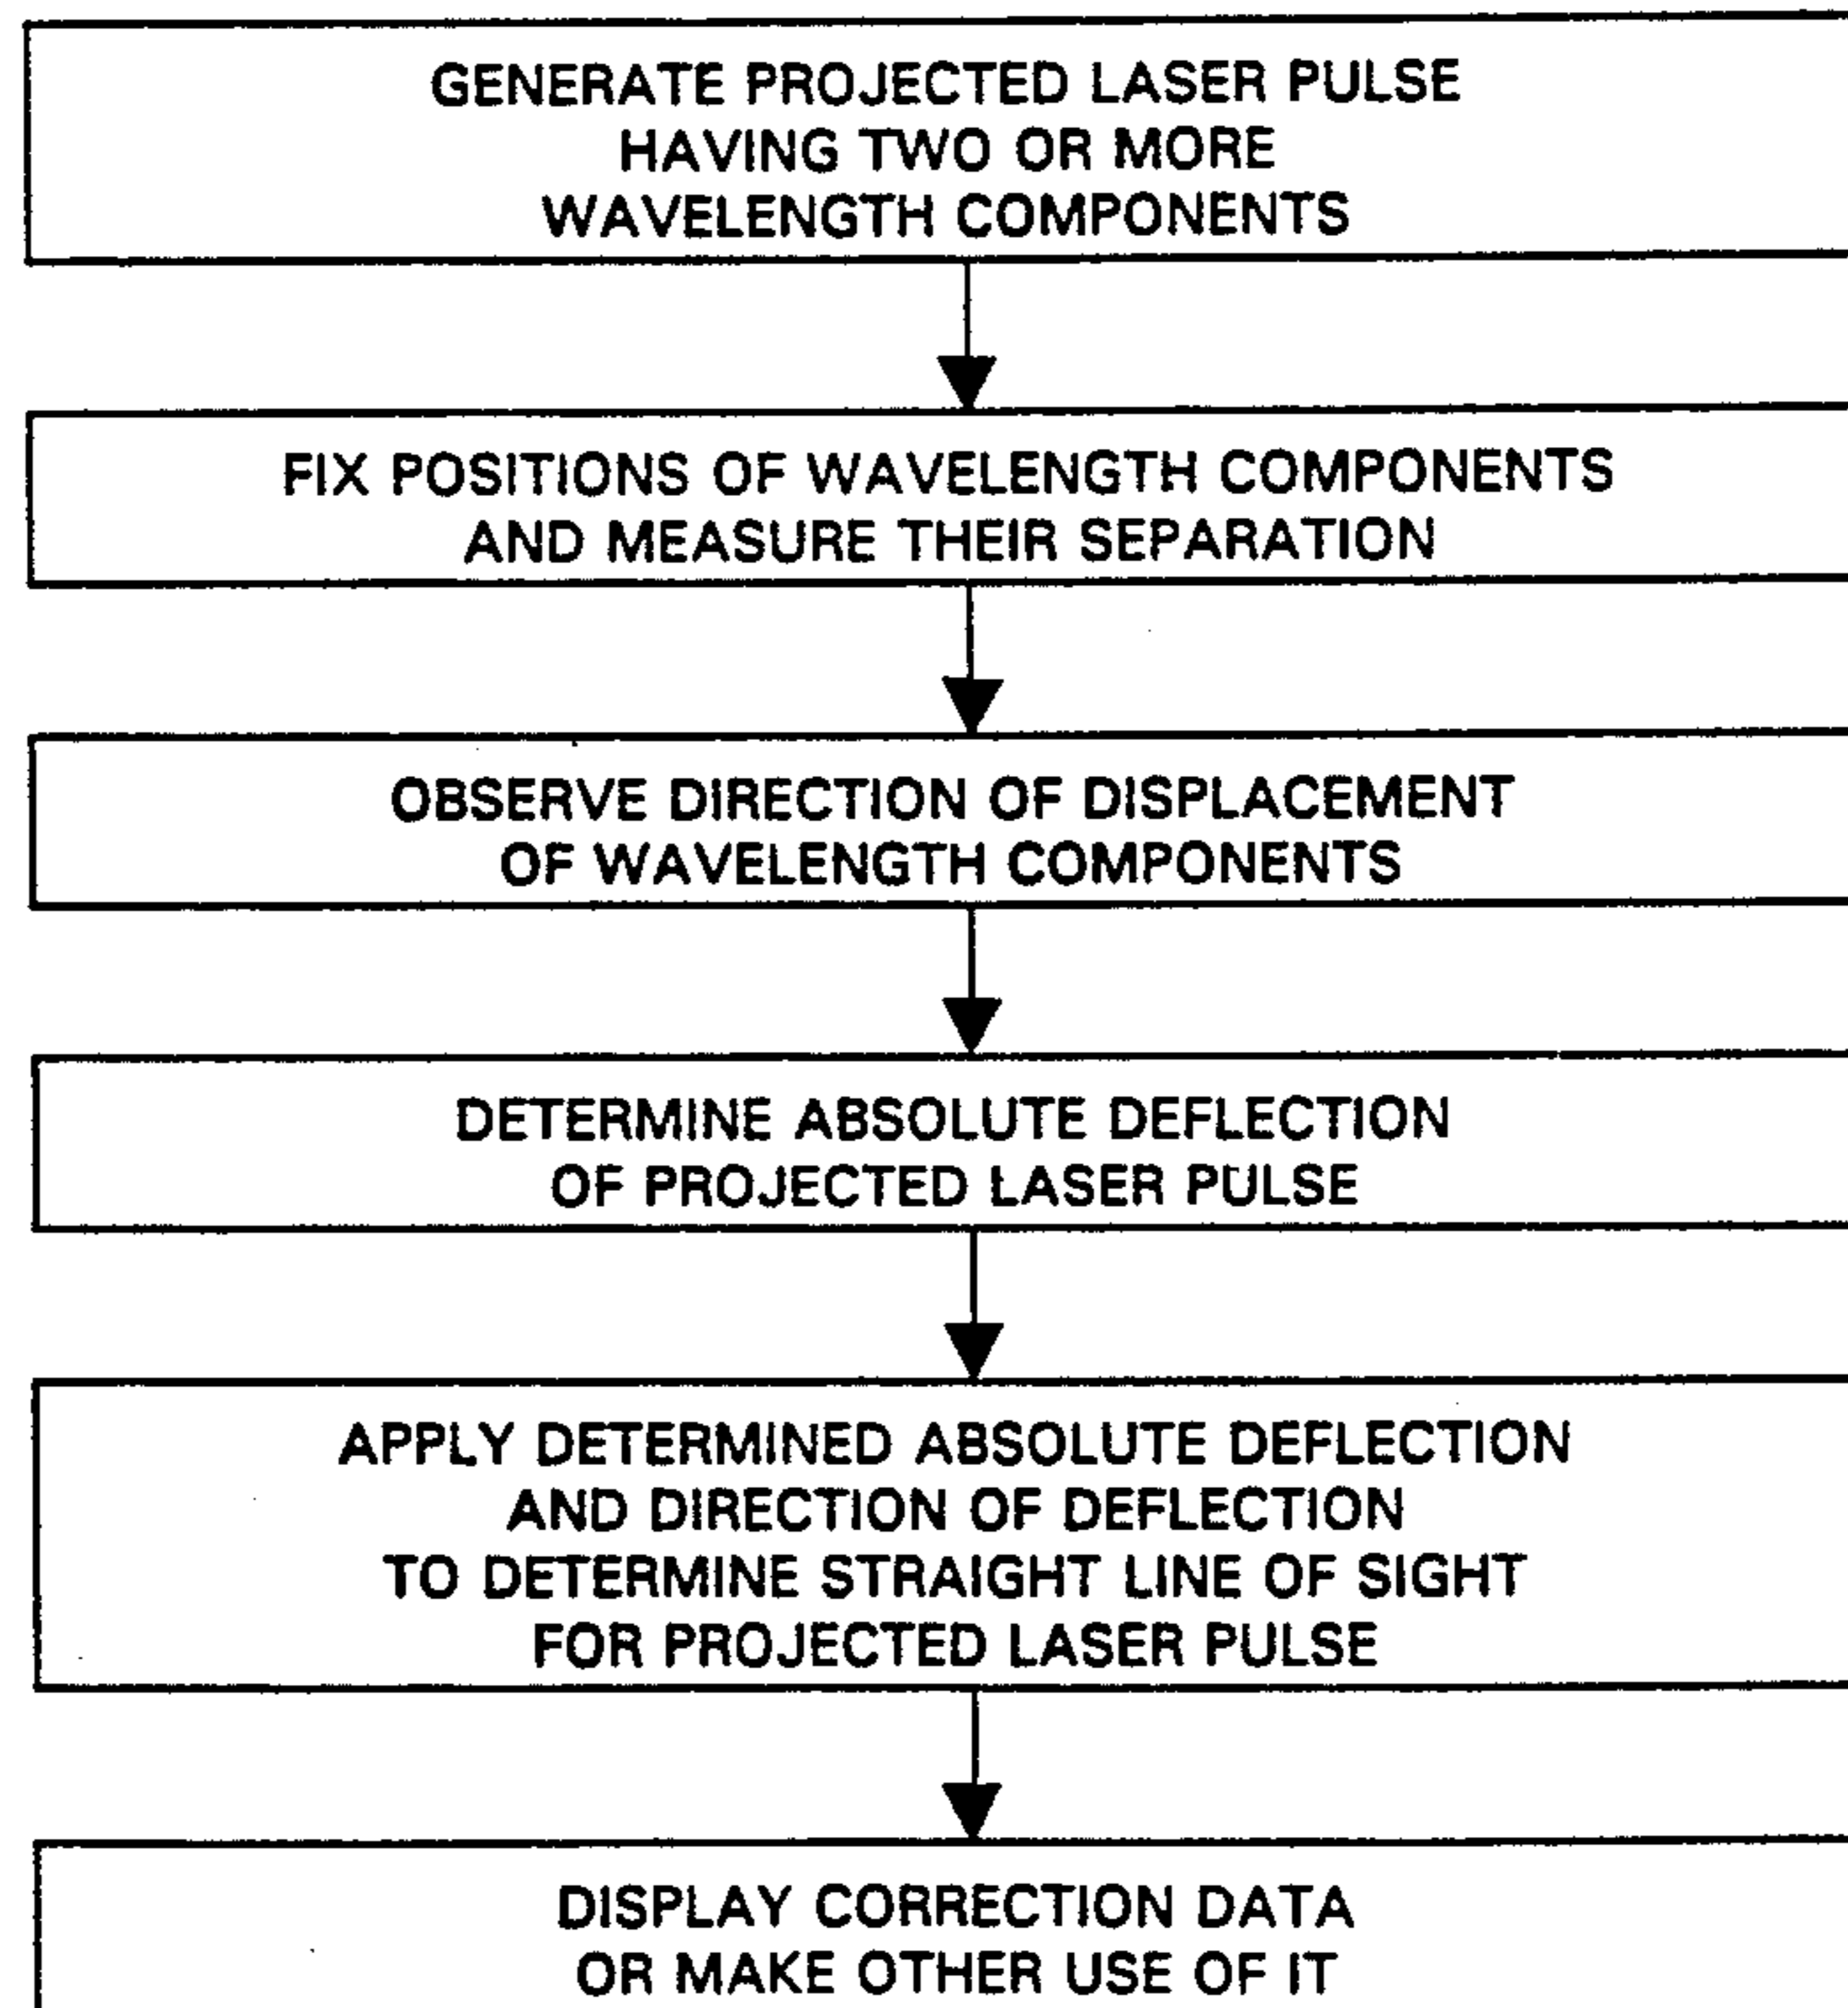 GENERATE PROJECTED LASER PULSE
HAVING TWO OR MORE
WAVELENGTH COMPONENTS
FIX POSITIONS OF WAVELENGTH COMPONENTS
AND MEASURE THEIR SEPARATION
OBSERVE DIRECTION OF DISPLACEMENT
OF WAVELENGTH COMPONENTS
DETERMINE ABSOLUTE DEFLECTION
OF PROJECTED LASER PULSE
APPLY DETERMINED ABSOLUTE DEFLECTION
AND DIRECTION OF DEFLECTION
TO DETERMINE STRAIGHT LINE OF SIGHT
FOR PROJECTED LASER PULSE
DISPLAY CORRECTION DATA
OR MAKE OTHER USE OF IT